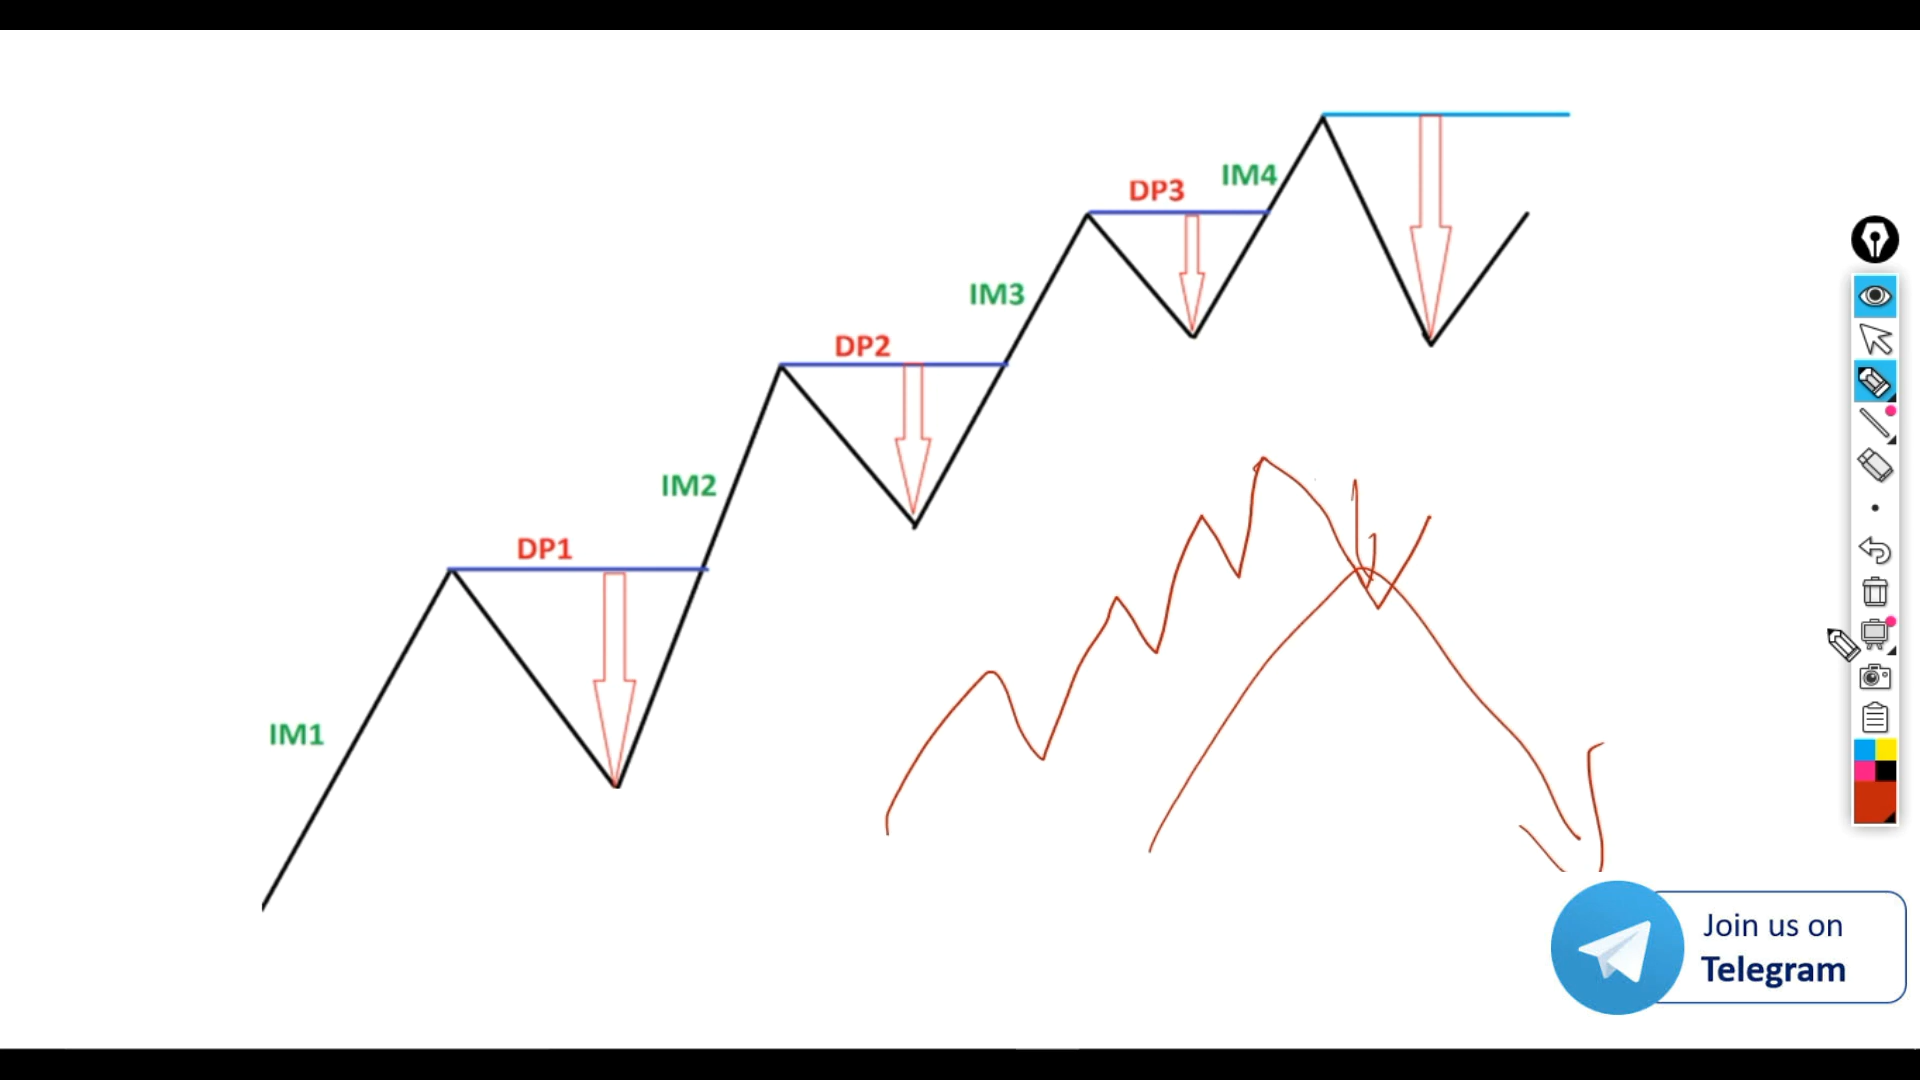 DP3
IM4
IM3
DP2
IM2
DP1
IM1
Join us on
Telegram